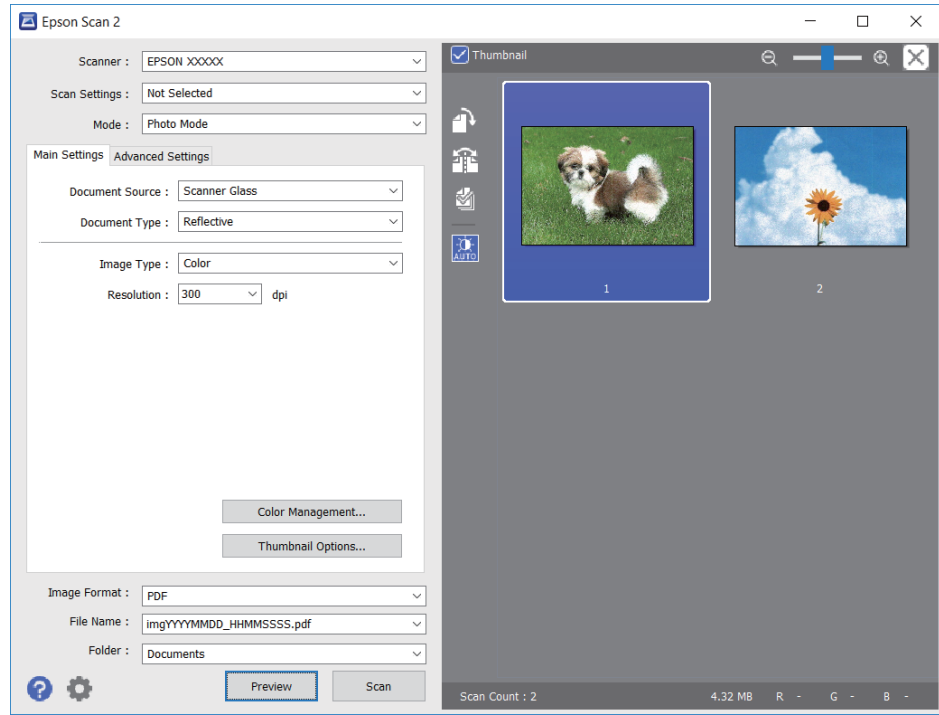 Epson Scan 2
Scanner : EPSON XXXXX
Scan Settings : Not Selected
Mode : Photo Mode
Main Settings Advanced Settings
Document Source : Scanner Glass
Document Type : Reflective
Image Type : Color
Resolution : 300 dpi
Color Management...
Thumbnail Options...
Image Format : PDF
File Name : imgYYYYMMDD_HHMMSSSS.pdf
Folder : Documents
? Preview Scan
Thumbnail
AUTO
1 2
Scan Count : 2 4.32 MB R - G - B -